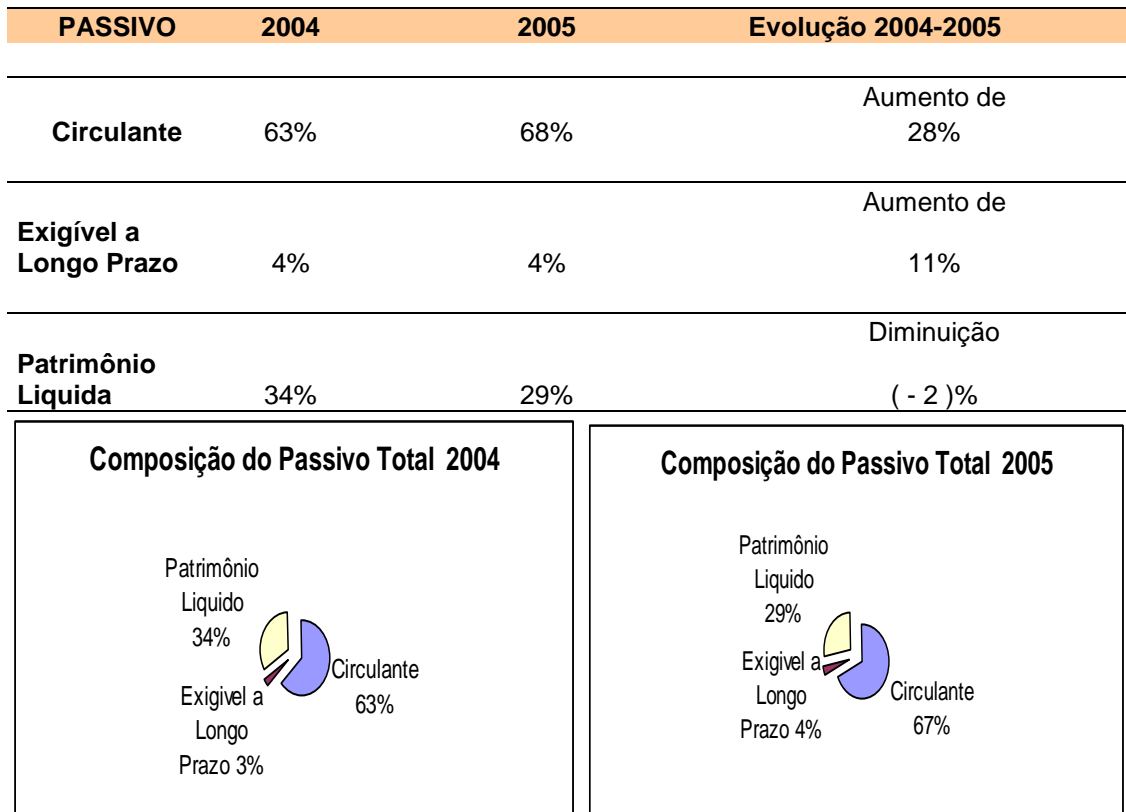 PASSIVO 2004 2005 Evolução 2004-2005
Aumento de
Circulante 63% 68% 28%
Aumento de
Exigível a
Longo Prazo 4% 4% 11%
Diminuição
Patrimônio
Liquida 34% 29% ( - 2 )%
Composição do Passivo Total 2004
Patrimônio
Liquido
34%
Circulante
63%
Exigivel a
Longo
Prazo 3%
Composição do Passivo Total 2005
Patrimônio
Liquido
29%
Exigivel a
Longo
Prazo 4%
Circulante
67%